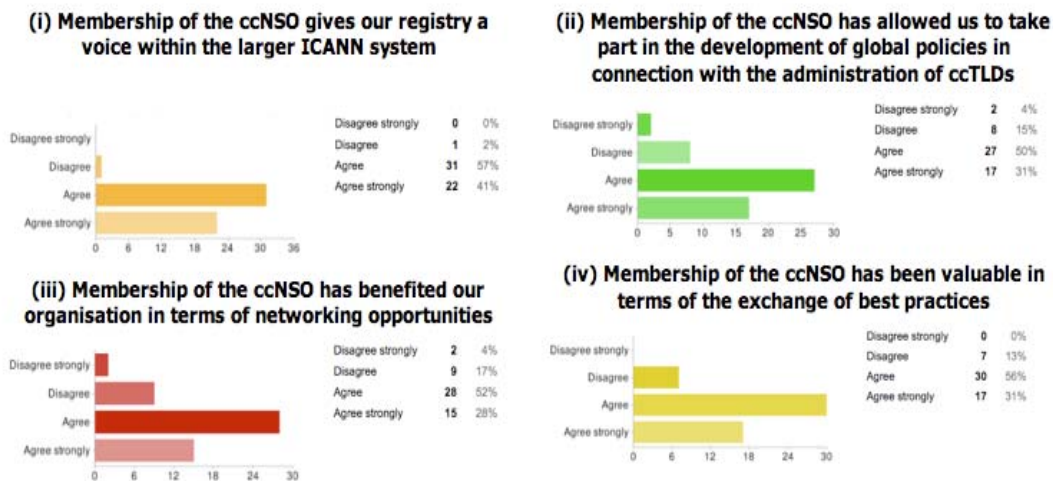 (i) Membership of the ccNSO gives our registry a
voice within the larger ICANN system
Disagree strongly 0 0%
Disagree 1 2%
Agree 31 57%
Agree strongly 22 41%
Disagree strongly
Disagree
Agree
Agree strongly
0 6 12 18 24 30 36
(ii) Membership of the ccNSO has allowed us to take
part in the development of global policies in
connection with the administration of ccTLDs
Disagree strongly 2 4%
Disagree 8 15%
Agree 27 50%
Agree strongly 17 31%
Disagree strongly
Disagree
Agree
Agree strongly
0 5 10 15 20 25 30
(iii) Membership of the ccNSO has benefited our
organisation in terms of networking opportunities
Disagree strongly 2 4%
Disagree 9 17%
Agree 28 52%
Agree strongly 15 28%
Disagree strongly
Disagree
Agree
Agree strongly
0 6 12 18 24 30
(iv) Membership of the ccNSO has been valuable in
terms of the exchange of best practices
Disagree strongly 0 0%
Disagree 7 13%
Agree 30 56%
Agree strongly 17 31%
Disagree strongly
Disagree
Agree
Agree strongly
0 6 12 18 24 30